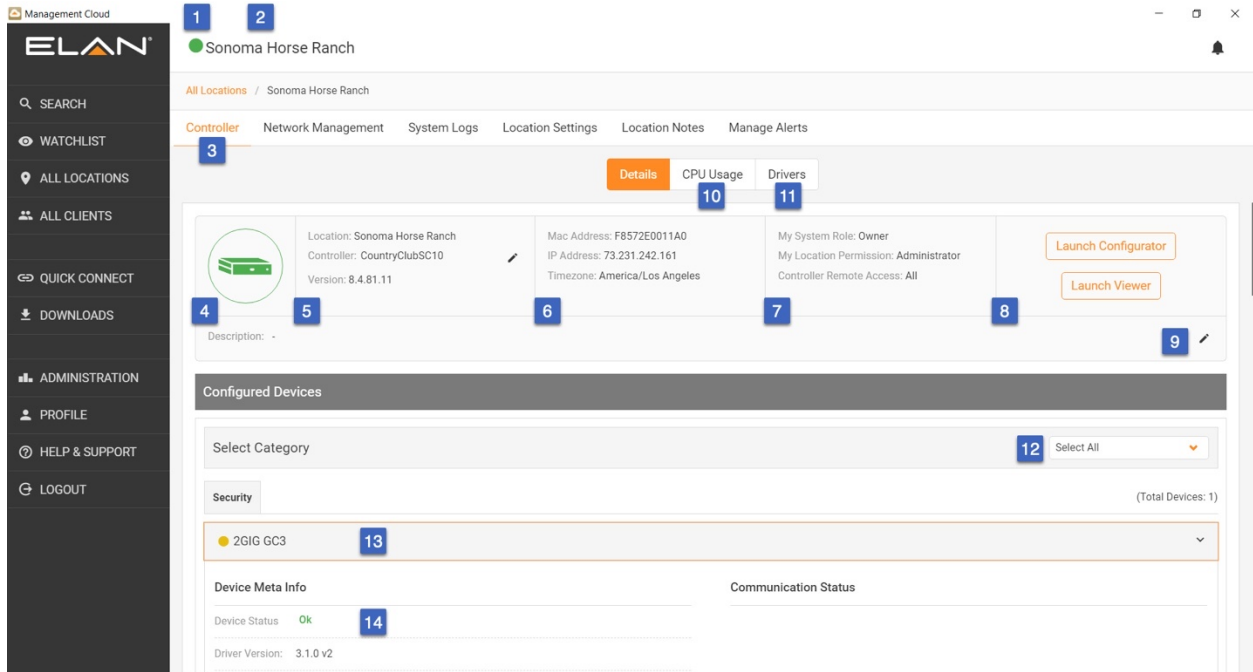 Management Cloud
1
2
ELAN
Sonoma Horse Ranch
All Locations / Sonoma Horse Ranch
SEARCH
WATCHLIST
ALL LOCATIONS
ALL CLIENTS
QUICK CONNECT
DOWNLOADS
ADMINISTRATION
PROFILE
HELP & SUPPORT
LOGOUT
Controller Network Management System Logs Location Settings Location Notes Manage Alerts
3
Details CPU Usage Drivers
10
11
Location: Sonoma Horse Ranch
Controller: CountryClubSC10
Version: 8.4.81.11
Mac Address: F8572E0011A0
IP Address: 73.231.242.161
Timezone: America/Los Angeles
My System Role: Owner
My Location Permission: Administrator
Controller Remote Access: All
Launch Configurator
Launch Viewer
4
5
6
7
8
Description: -
9
Configured Devices
Select Category
12
Select All
Security
(Total Devices: 1)
2GIG GC3
13
Device Meta Info
Communication Status
Device Status Ok
14
Driver Version: 3.1.0 v2